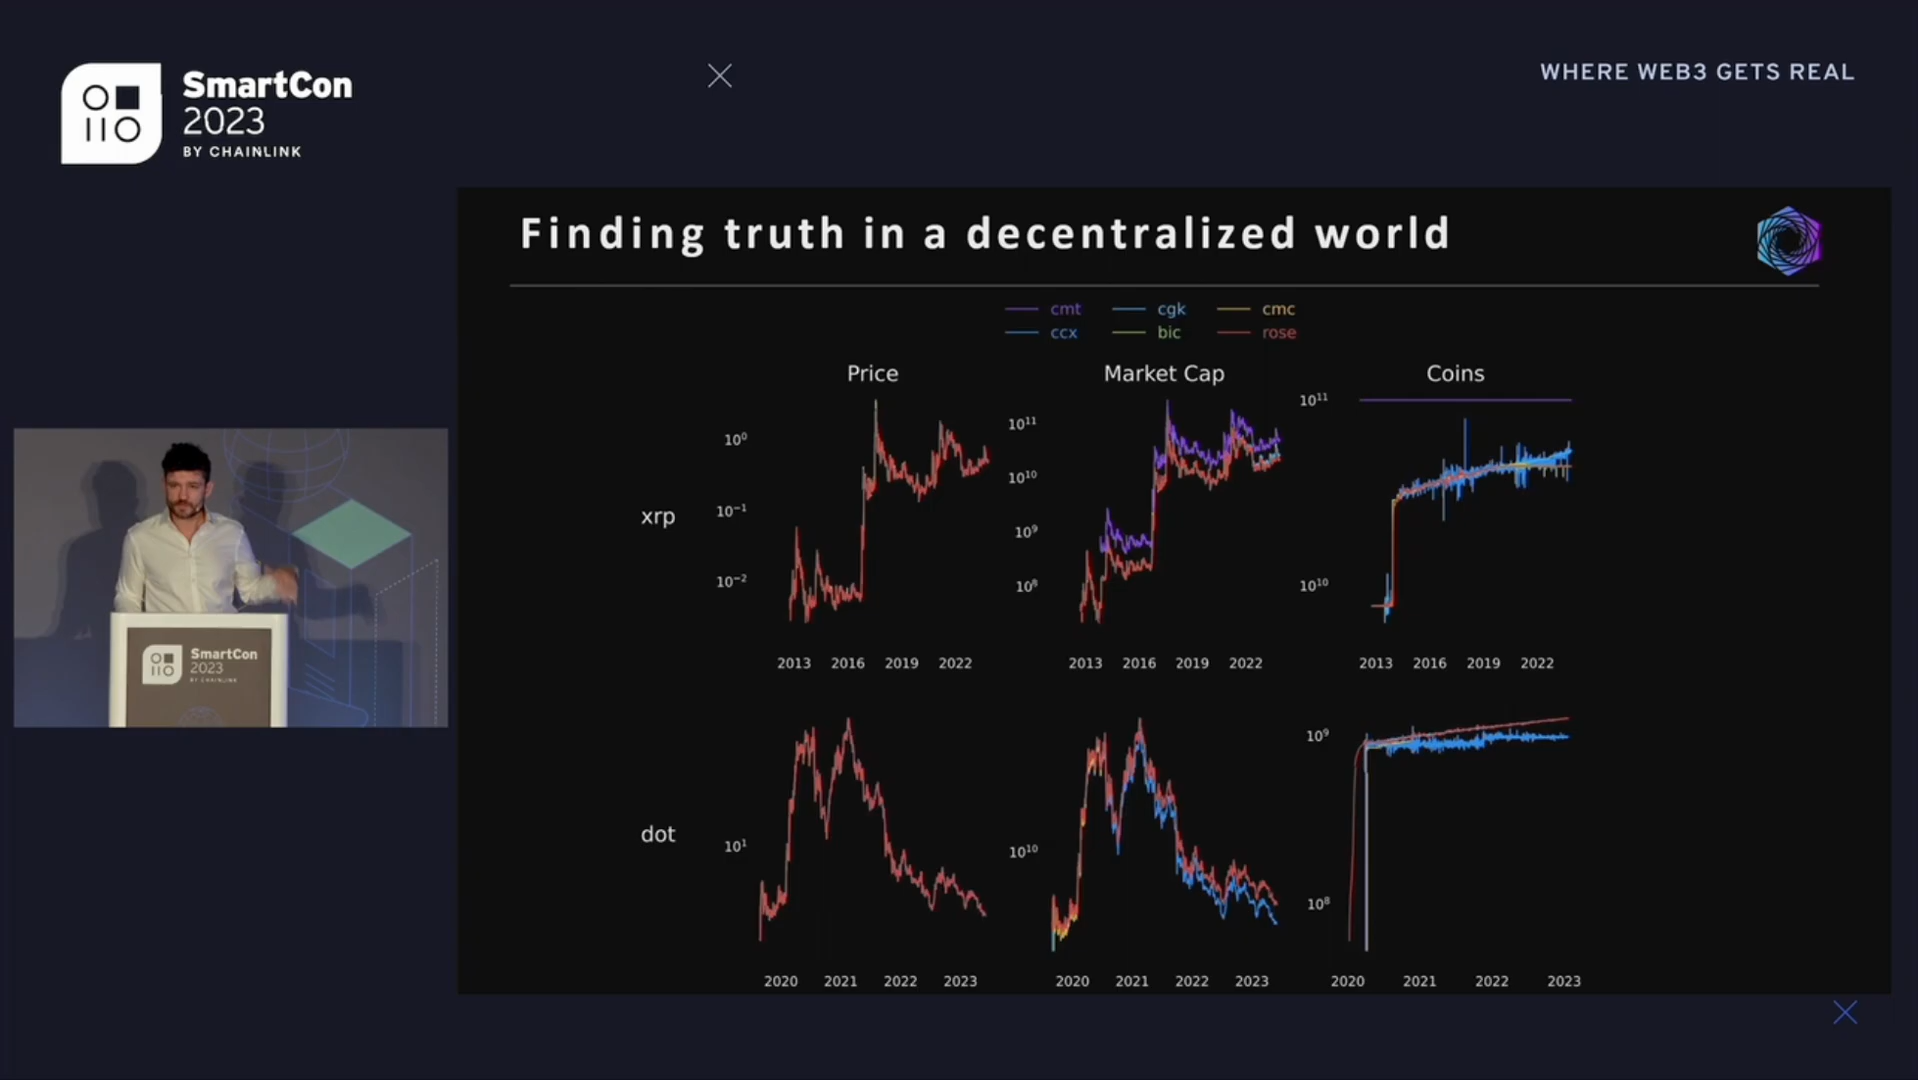 SmartCon
2023
BY CHAINLINK
WHERE WEB3 GETS REAL
Finding truth in a decentralized world
cmt cgk cmc
ccx bic rose
Price Market Cap Coins
xrp
10⁰
10⁻¹
10⁻²
10¹¹
10¹⁰
10⁹
10⁸
10¹¹
10¹⁰
2013 2016 2019 2022
2013 2016 2019 2022
2013 2016 2019 2022
dot
10¹
10¹⁰
10⁹
10⁸
2020 2021 2022 2023
2020 2021 2022 2023
2020 2021 2022 2023
SmartCon
2023
BY CHAINLINK